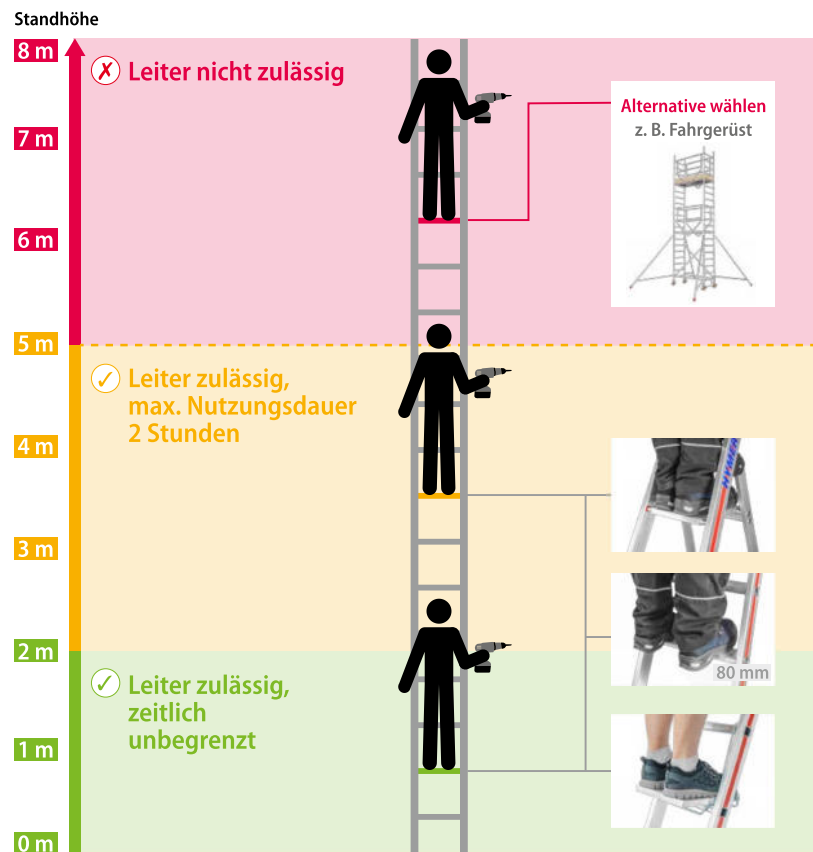 Standhöhe
8 m
✗ Leiter nicht zulässig
Alternative wählen
z. B. Fahrgerüst
7 m
6 m
5 m
✓ Leiter zulässig,
max. Nutzungsdauer
2 Stunden
4 m
HYMER
3 m
2 m
80 mm
✓ Leiter zulässig,
zeitlich
unbegrenzt
1 m
0 m